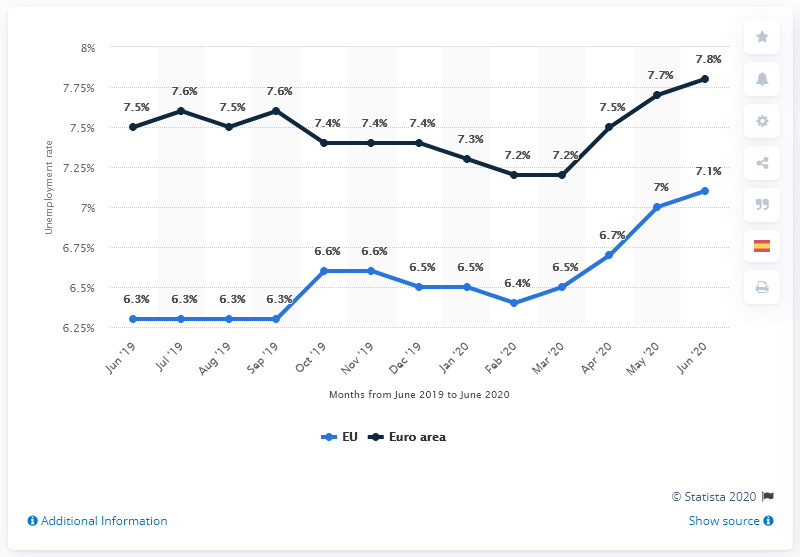 8%
7.75%
7.5%
7.25%
7%
6.75%
6.5%
6.25%
Unemployment rate
7.5% 7.6% 7.5% 7.6% 7.4% 7.4% 7.4% 7.3% 7.2% 7.2% 7.5% 7.7% 7.8%
6.3% 6.3% 6.3% 6.3% 6.6% 6.6% 6.5% 6.5% 6.4% 6.5% 6.7% 7% 7.1%
Jun '19 Jul '19 Aug '19 Sep '19 Oct '19 Nov '19 Dec '19 Jan '20 Feb '20 Mar '20 Apr '20 May '20 Jun '20
Months from June 2019 to June 2020
EU Euro area
© Statista 2020
Additional Information Show source